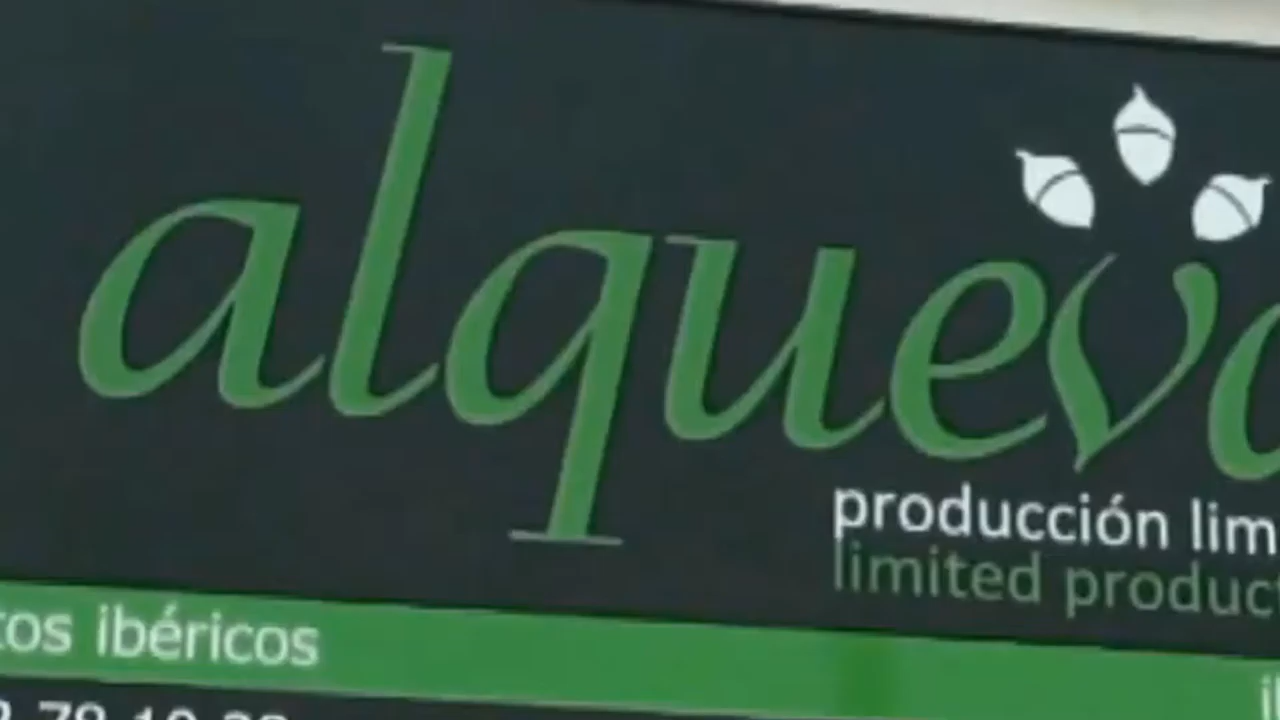 alqueva
producción lim
limited product
tos ibéricos